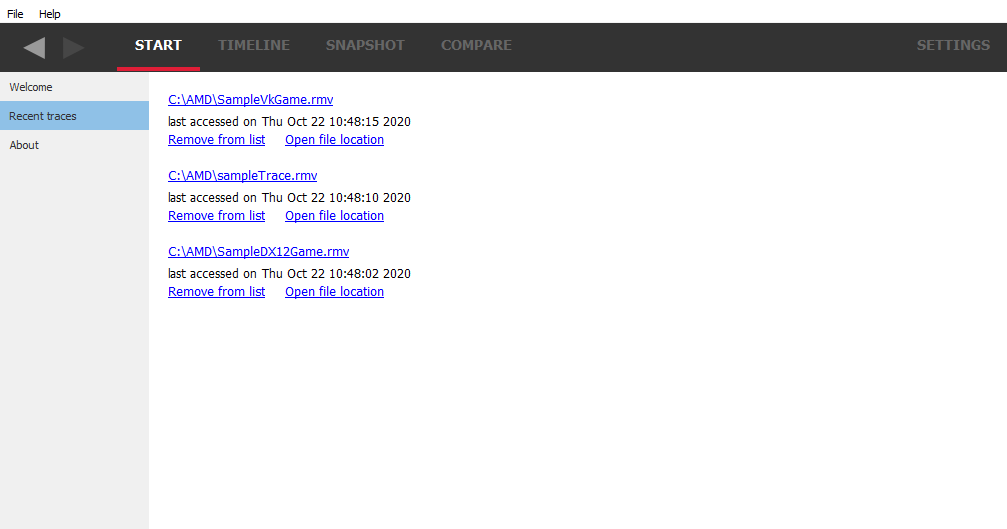 File Help
START TIMELINE SNAPSHOT COMPARE SETTINGS
Welcome
Recent traces
About
C:\AMD\SampleVkGame.rmv
last accessed on Thu Oct 22 10:48:15 2020
Remove from list Open file location
C:\AMD\sampleTrace.rmv
last accessed on Thu Oct 22 10:48:10 2020
Remove from list Open file location
C:\AMD\SampleDX12Game.rmv
last accessed on Thu Oct 22 10:48:02 2020
Remove from list Open file location